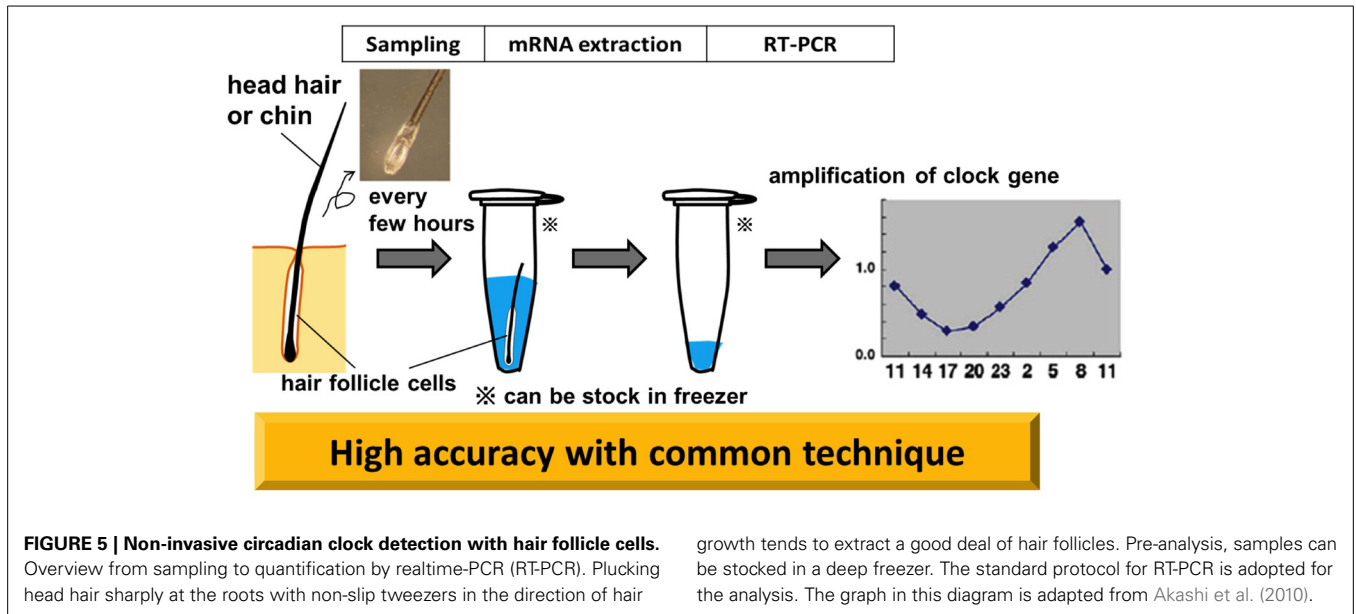 Sampling mRNA extraction RT-PCR
head hair
or chin
every
few hours
※
※
hair follicle cells
※ can be stock in freezer
amplification of clock gene
1.0
0.0
11 14 17 20 23 2 5 8 11
High accuracy with common technique
FIGURE 5 | Non-invasive circadian clock detection with hair follicle cells.
Overview from sampling to quantification by realtime-PCR (RT-PCR). Plucking
head hair sharply at the roots with non-slip tweezers in the direction of hair
growth tends to extract a good deal of hair follicles. Pre-analysis, samples can
be stocked in a deep freezer. The standard protocol for RT-PCR is adopted for
the analysis. The graph in this diagram is adapted from Akashi et al. (2010).